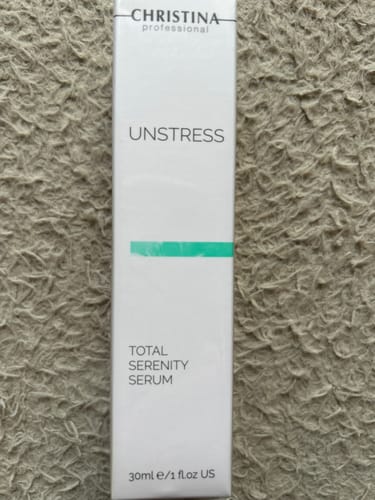 CHRISTINA
professional
UNSTRESS
TOTAL
SERENITY
SERUM
30ml ℮/1 fl.oz US